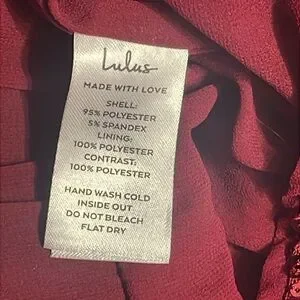 Lulus
MADE WITH LOVE
SHELL:
95% POLYESTER
5% SPANDEX
LINING:
100% POLYESTER
CONTRAST:
100% POLYESTER
HAND WASH COLD
INSIDE OUT
DO NOT BLEACH
FLAT DRY